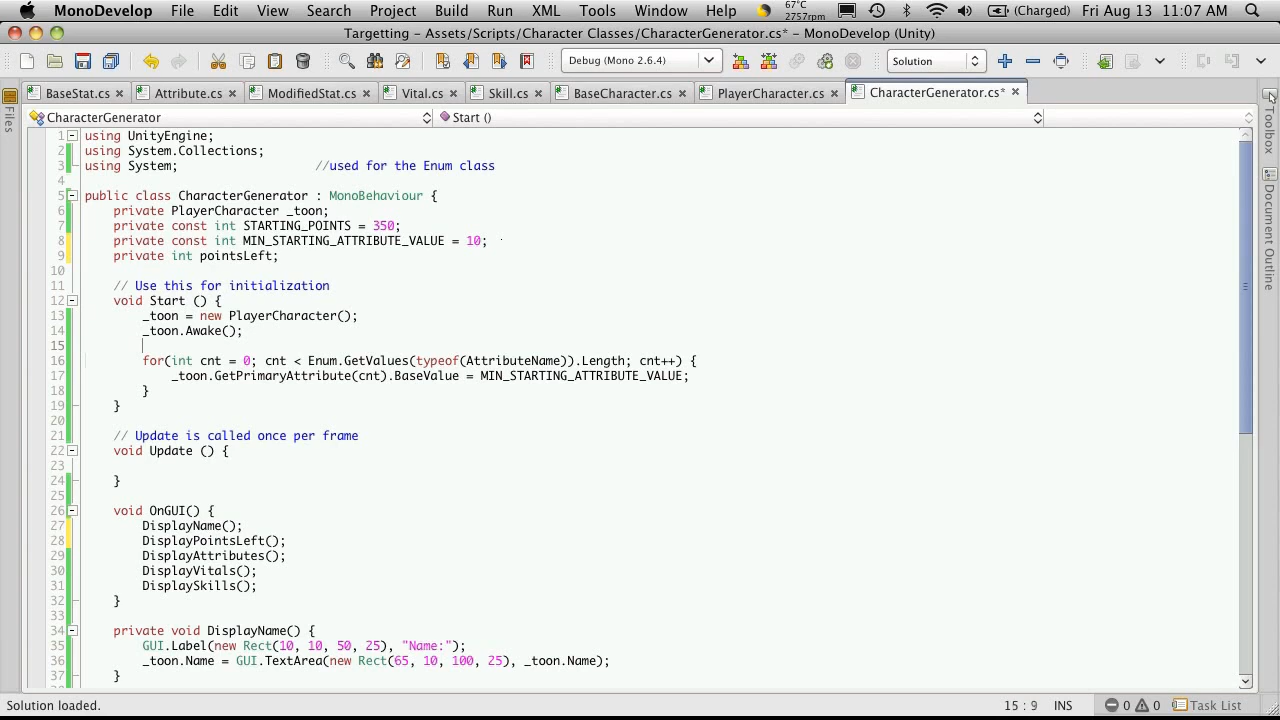 MonoDevelop File Edit View Search Project Build Run XML Tools Window Help 67°C 2757rpm (Charged) Fri Aug 13 11:07 AM
Targetting - Assets/Scripts/Character Classes/CharacterGenerator.cs* - MonoDevelop (Unity)
Debug (Mono 2.6.4) Solution
BaseStat.cs Attribute.cs ModifiedStat.cs Vital.cs Skill.cs BaseCharacter.cs PlayerCharacter.cs CharacterGenerator.cs*
CharacterGenerator Start ()
Files
Toolbox
Document Outline
1 using UnityEngine;
2 using System.Collections;
3 using System; //used for the Enum class
4
5 public class CharacterGenerator : MonoBehaviour {
6 private PlayerCharacter _toon;
7 private const int STARTING_POINTS = 350;
8 private const int MIN_STARTING_ATTRIBUTE_VALUE = 10;
9 private int pointsLeft;
10
11 // Use this for initialization
12 void Start () {
13 _toon = new PlayerCharacter();
14 _toon.Awake();
15
16 for(int cnt = 0; cnt < Enum.GetValues(typeof(AttributeName)).Length; cnt++) {
17 _toon.GetPrimaryAttribute(cnt).BaseValue = MIN_STARTING_ATTRIBUTE_VALUE;
18 }
19 }
20
21 // Update is called once per frame
22 void Update () {
23
24 }
25
26 void OnGUI() {
27 DisplayName();
28 DisplayPointsLeft();
29 DisplayAttributes();
30 DisplayVitals();
31 DisplaySkills();
32 }
33
34 private void DisplayName() {
35 GUI.Label(new Rect(10, 10, 50, 25), "Name:");
36 _toon.Name = GUI.TextArea(new Rect(65, 10, 100, 25), _toon.Name);
37 }
Solution loaded. 15 : 9 INS 0 0 Task List